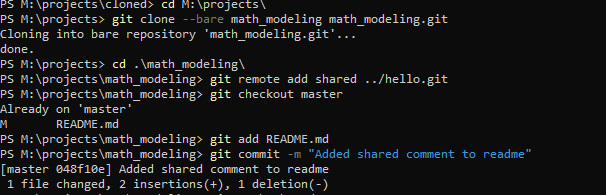 PS M:\projects\cloned> cd M:\projects\
PS M:\projects> git clone --bare math_modeling math_modeling.git
Cloning into bare repository 'math_modeling.git'...
done.
PS M:\projects> cd .\math_modeling\
PS M:\projects\math_modeling> git remote add shared ../hello.git
PS M:\projects\math_modeling> git checkout master
Already on 'master'
M       README.md
PS M:\projects\math_modeling> git add README.md
PS M:\projects\math_modeling> git commit -m "Added shared comment to readme"
[master 048f10e] Added shared comment to readme
 1 file changed, 2 insertions(+), 1 deletion(-)